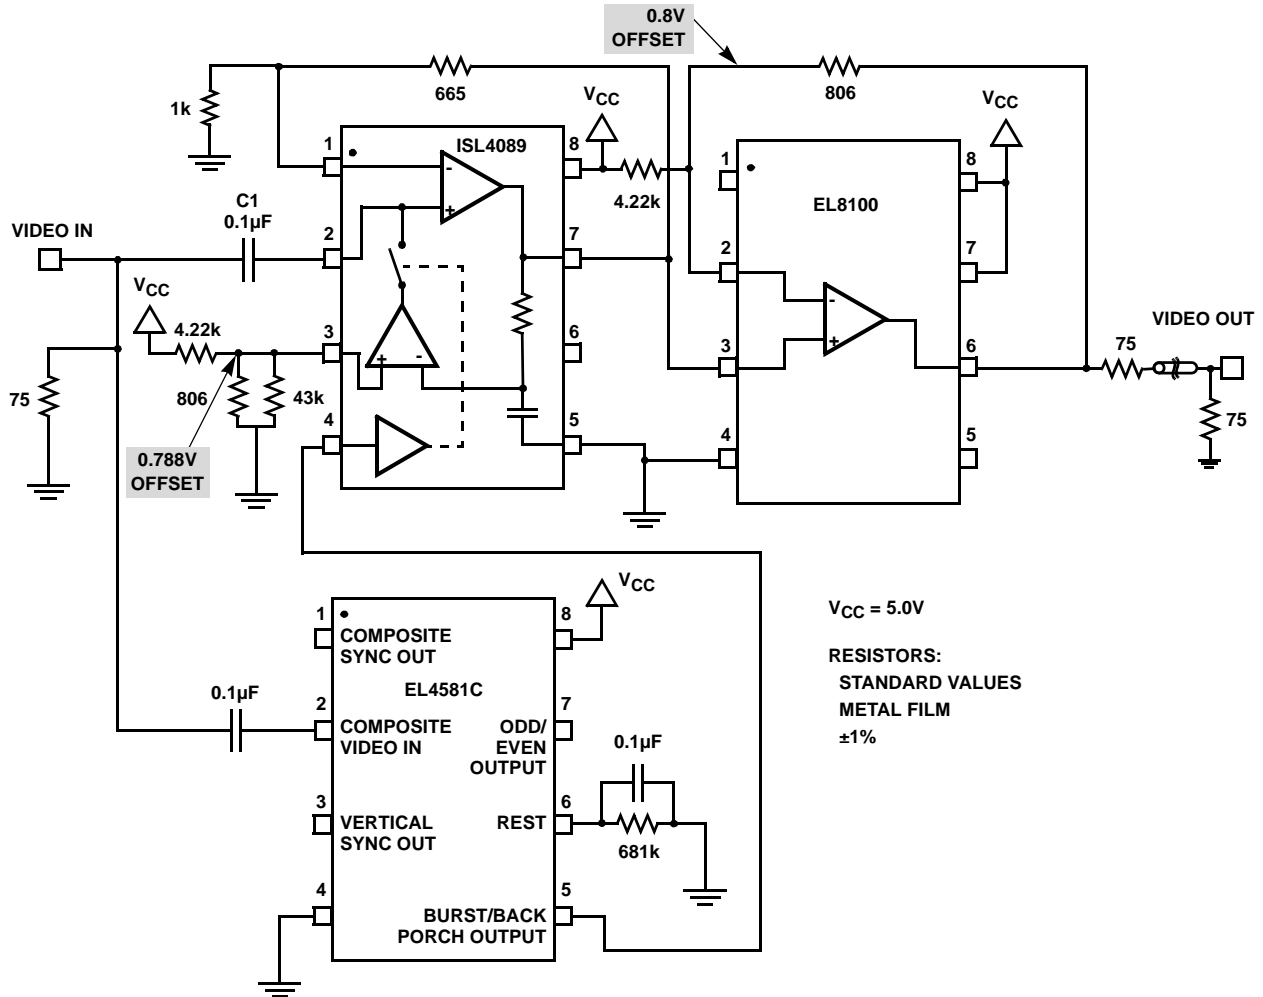 0.8V
OFFSET
1k
665
VCC
806
VCC
1
ISL4089
8
4.22k
1
8
EL8100
C1
0.1µF
VIDEO IN
2
-
+
7
2
7
VCC
4.22k
3
+ -
6
-
+
3
6
75
VIDEO OUT
75
806
43k
4
5
4
5
75
0.788V
OFFSET
1
COMPOSITE
SYNC OUT
8
VCC
EL4581C
0.1µF
2
COMPOSITE
VIDEO IN
7
ODD/
EVEN
OUTPUT
0.1µF
3
VERTICAL
SYNC OUT
6
REST
681k
4
5
BURST/BACK
PORCH OUTPUT
VCC = 5.0V
RESISTORS:
STANDARD VALUES
METAL FILM
±1%